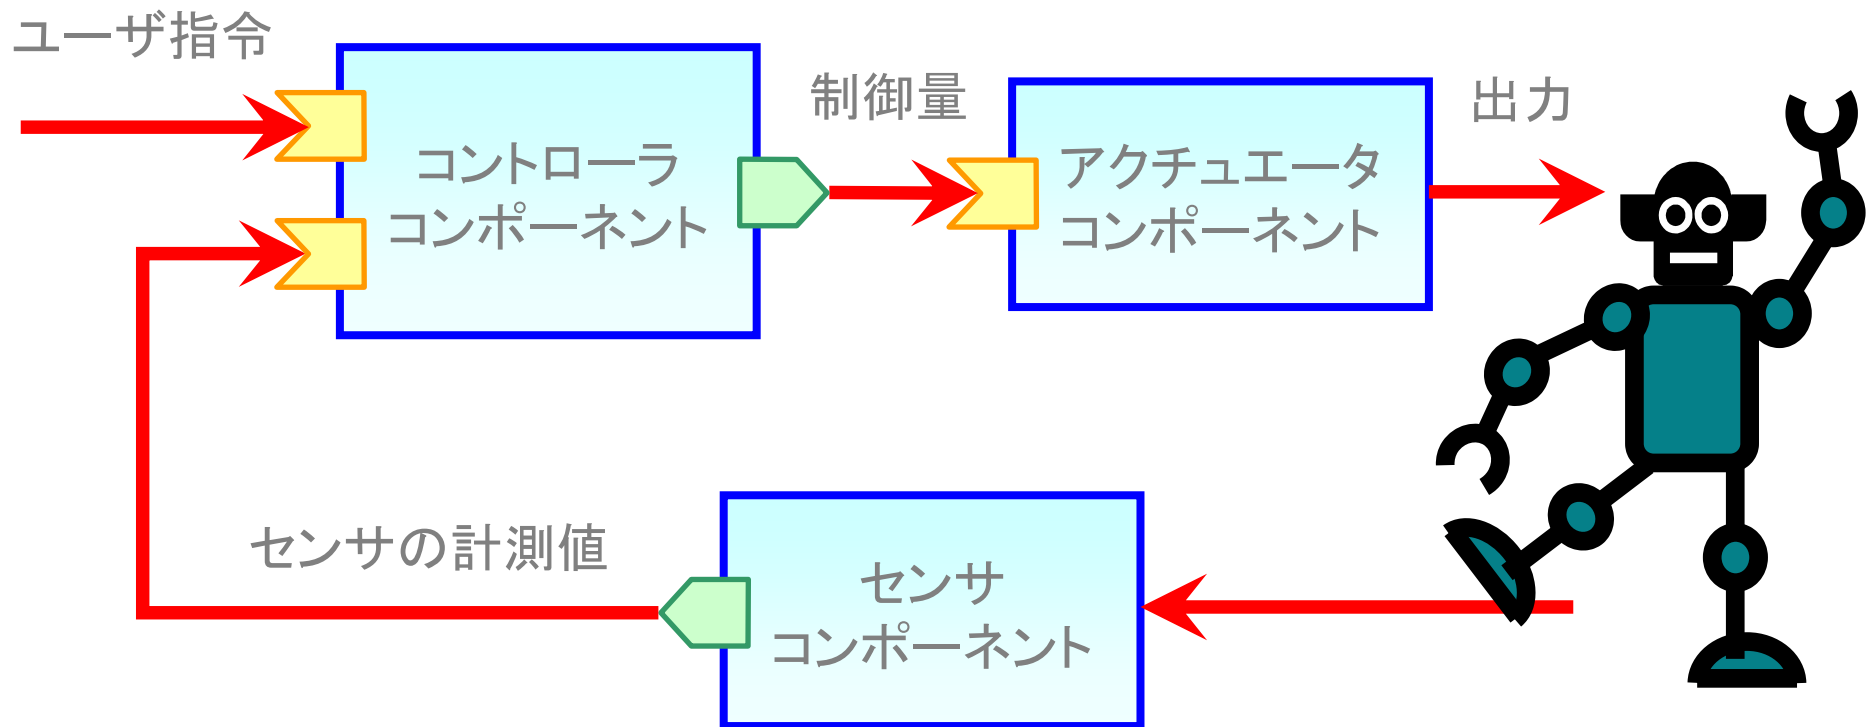 ユーザ指令
コントローラ
コンポーネント
制御量
アクチュエータ
コンポーネント
出力
センサの計測値
センサ
コンポーネント